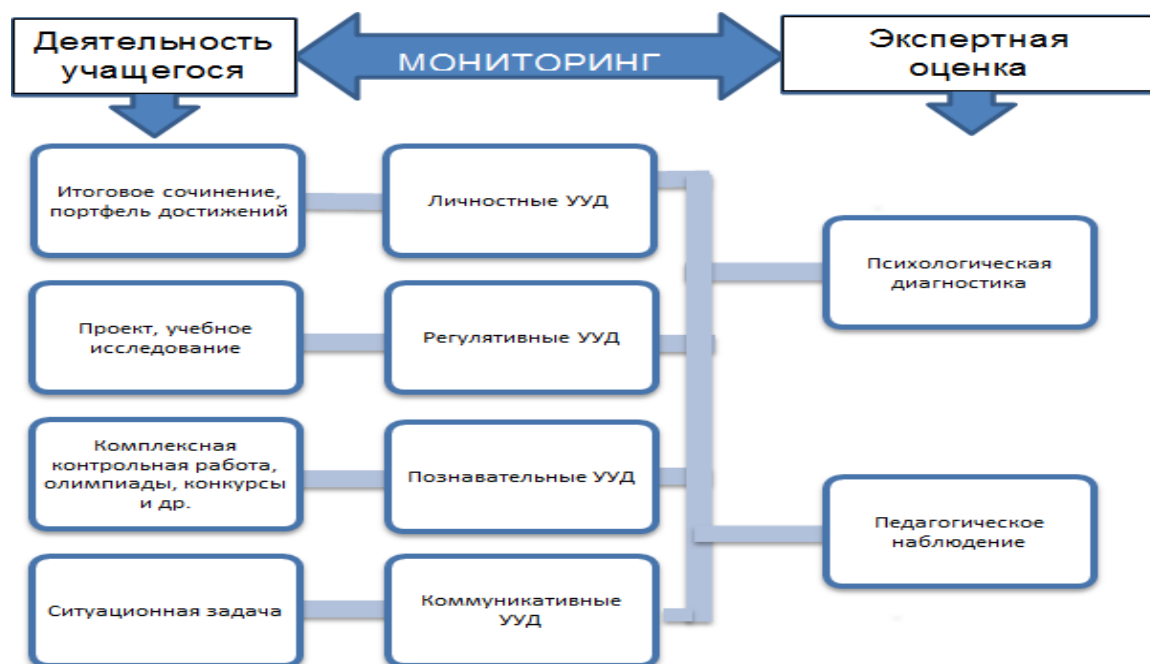 Деятельность
учащегося
МОНИТОРИНГ
Экспертная
оценка
Итоговое сочинение,
портфель достижений
Личностные УУД
Психологическая
диагностика
Проект, учебное
исследование
Регулятивные УУД
Комплексная
контрольная работа,
олимпиады, конкурсы
и др.
Познавательные УУД
Педагогическое
наблюдение
Ситуационная задача
Коммуникативные
УУД